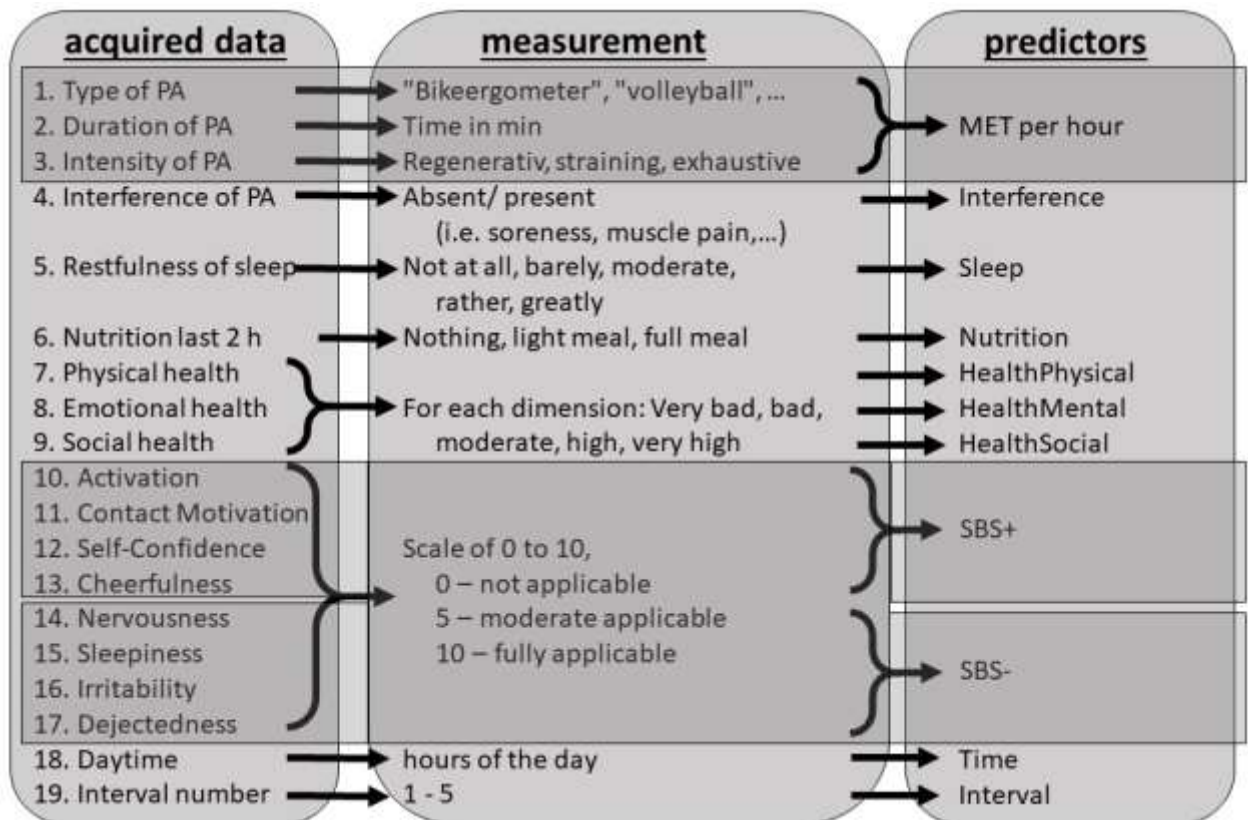 acquired data measurement predictors
1. Type of PA "Bikeergometer", "volleyball", ...
2. Duration of PA Time in min MET per hour
3. Intensity of PA Regenerativ, straining, exhaustive
4. Interference of PA Absent/ present Interference
(i.e. soreness, muscle pain,...)
5. Restfulness of sleep Not at all, barely, moderate, Sleep
rather, greatly
6. Nutrition last 2 h Nothing, light meal, full meal Nutrition
7. Physical health HealthPhysical
8. Emotional health For each dimension: Very bad, bad, HealthMental
9. Social health moderate, high, very high HealthSocial
10. Activation
11. Contact Motivation SBS+
12. Self-Confidence Scale of 0 to 10,
13. Cheerfulness 0 – not applicable
14. Nervousness 5 – moderate applicable
15. Sleepiness 10 – fully applicable SBS-
16. Irritability
17. Dejectedness
18. Daytime hours of the day Time
19. Interval number 1 - 5 Interval